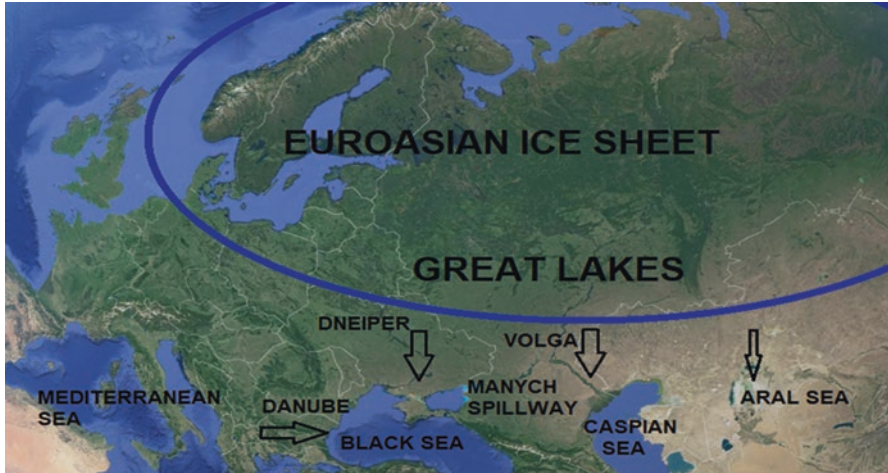 EUROASIAN ICE SHEET
GREAT LAKES
DNEIPER
VOLGA
MEDITERRANEAN
SEA
DANUBE
BLACK SEA
MANYCH
SPILLWAY
CASPIAN
SEA
ARAL SEA